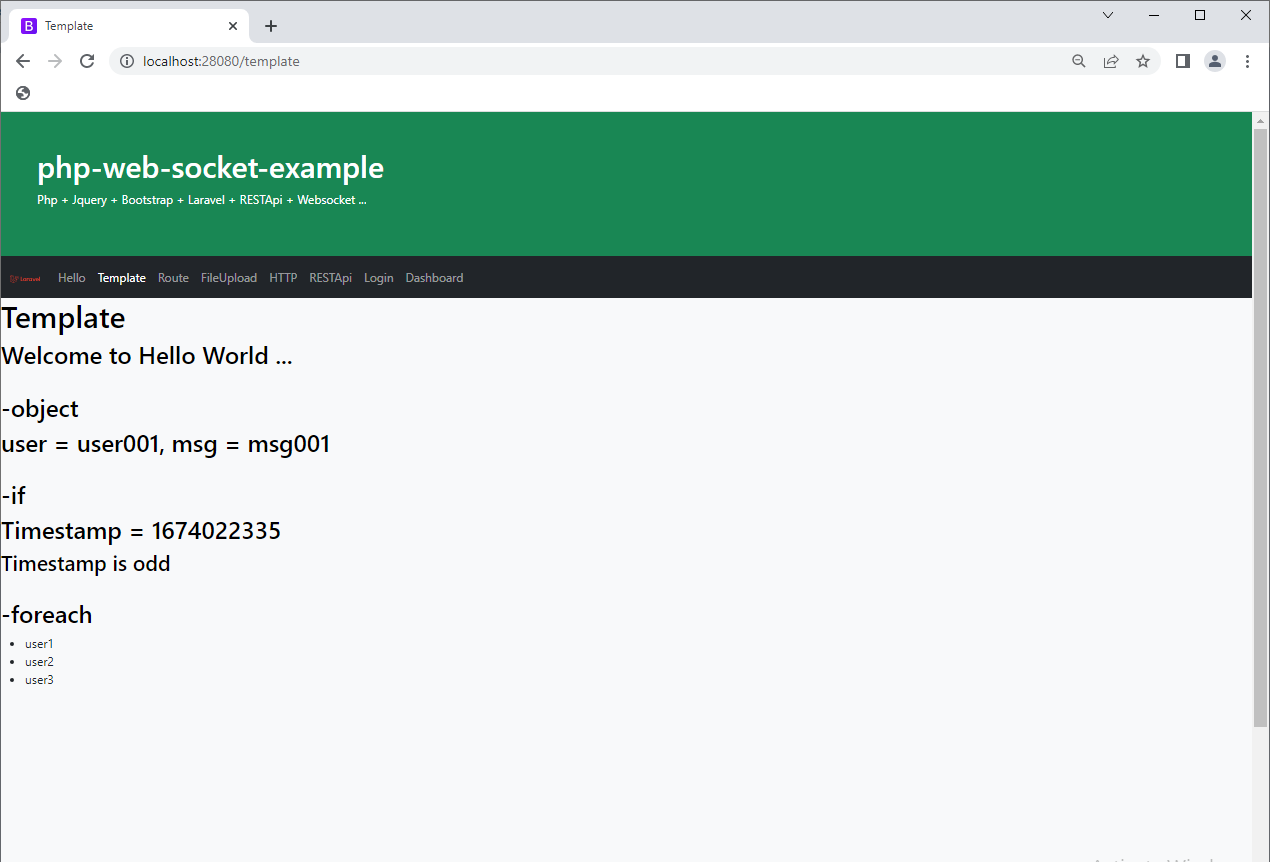 B Template
localhost:28080/template
php-web-socket-example
Php + Jquery + Bootstrap + Laravel + RESTApi + Websocket ...
Laravel Hello Template Route FileUpload HTTP RESTApi Login Dashboard
Template
Welcome to Hello World ...
-object
user = user001, msg = msg001
-if
Timestamp = 1674022335
Timestamp is odd
-foreach
• user1
• user2
• user3